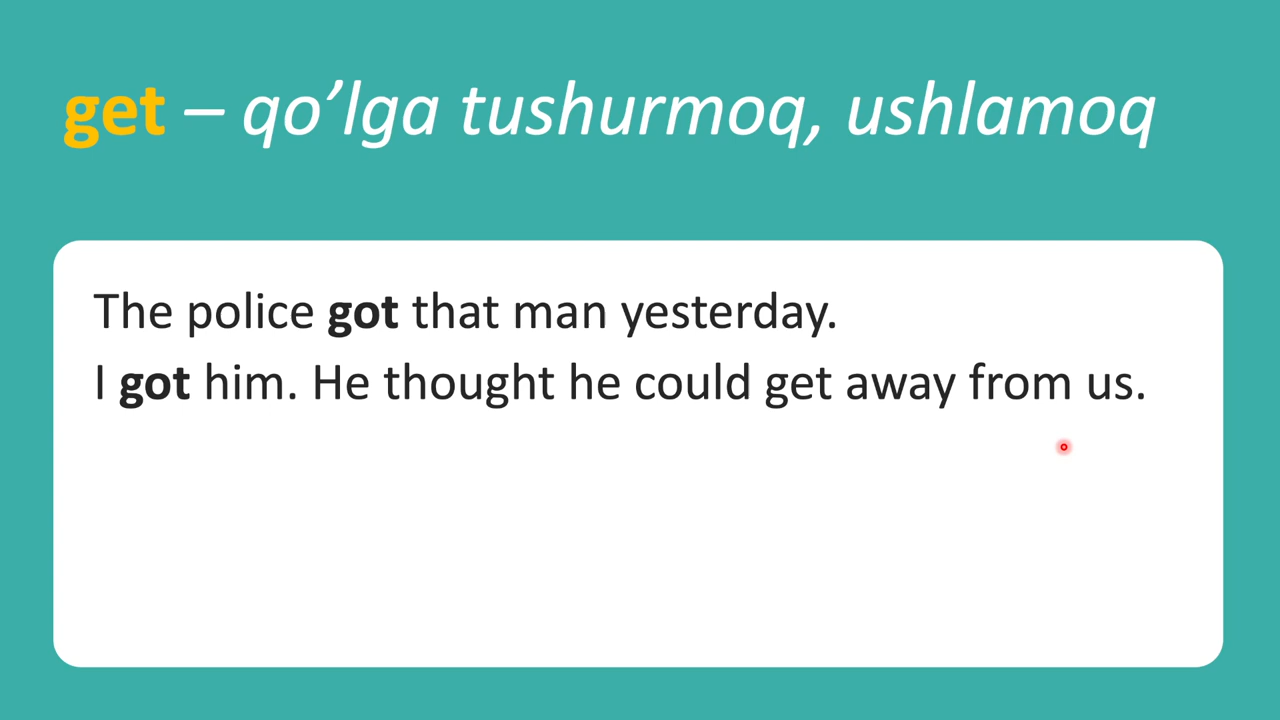 get – qo’lga tushurmoq, ushlamoq
The police got that man yesterday.
I got him. He thought he could get away from us.